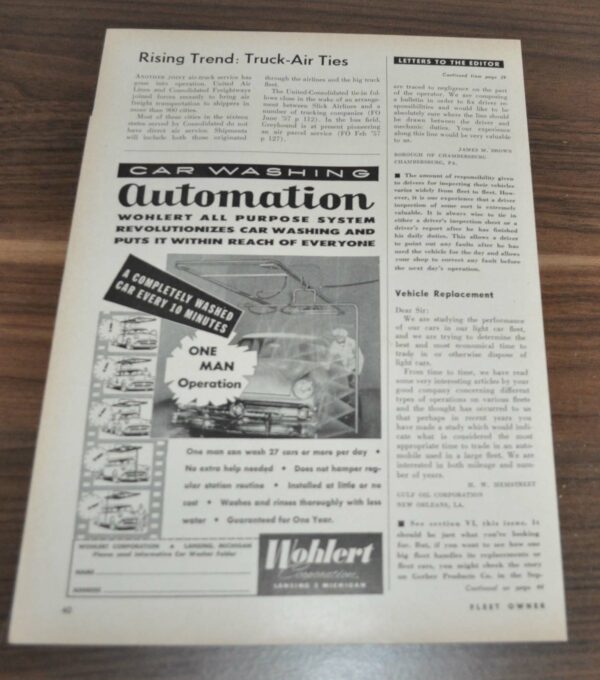 Rising Trend: Truck-Air Ties
ANOTHER JOINT air-truck service has
gone into operation. United Air
Lines and Consolidated Freightways
joined forces recently to bring air
freight transportation to shippers in
more than 900 cities.
Most of these cities in the sixteen
states served by Consolidated do not
have direct air service. Shipments
will include both those originated
through the airlines and the big truck
fleet.
The United-Consolidated tie-in fol-
lows close in the wake of an arrange-
ment between Slick Airlines and a
number of trucking companies (FO
June '57 p 112). In the bus field,
Greyhound is at present pioneering
an air parcel service (FO Feb '57
p 127).
CAR WASHING
Automation
WOHLERT ALL PURPOSE SYSTEM
REVOLUTIONIZES CAR WASHING AND
PUTS IT WITHIN REACH OF EVERYONE
A COMPLETELY WASHED
CAR EVERY 10 MINUTES
ONE
MAN
Operation
One man can wash 27 cars or more per day •
No extra help needed • Does not hamper reg-
ular station routine • Installed at little or no
cost • Washes and rinses thoroughly with less
water • Guaranteed for One Year.
WOHLERT CORPORATION • LANSING, MICHIGAN
Please send informative Car Washer Folder
NAME
ADDRESS
Wohlert
Corporation
LANSING 5 MICHIGAN
60
LETTERS TO THE EDITOR
Continued from page 28
are traced to negligence on the part
of the operator. We are composing
a bulletin in order to fix driver re-
sponsibilities and would like to be
absolutely sure where the line should
be drawn between the driver and
mechanic duties. Your experience
along this line would be very valuable
to us.
JAMES M. BROWN
BOROUGH OF CHAMBERSBURG
CHAMBERSBURG, PA.
■ The amount of responsibility given
to drivers for inspecting their vehicles
varies widely from fleet to fleet. How-
ever, it is our experience that a driver
inspection of some sort is extremely
valuable. It is always wise to tie in
either a driver's inspection sheet or a
driver's report after he has finished
his daily duties. This allows a driver
to point out any faults after he has
used the vehicle for the day and allows
your shop to correct any fault before
the next day's operation.
Vehicle Replacement
Dear Sir:
We are studying the performance
of our cars in our light car fleet,
and we are trying to determine the
best and most economical time to
trade in or otherwise dispose of
light cars.
From time to time, we have read
some very interesting articles by your
good company concerning different
types of operations on various fleets
and the thought has occurred to us
that perhaps in recent years you
have made a study which would indi-
cate what is considered the most
appropriate time to trade in an auto-
mobile used in a large fleet. We are
interested in both mileage and num-
ber of years.
H. W. HEMSTREET
GULF OIL CORPORATION
NEW ORLEANS, LA.
■ See section VI, this issue. It
should be just what you're looking
for. But, if you want to see how one
big fleet handles its replacements or
fleet cars, you might check the story
on Gerber Products Co. in the Sep-
Continued on page
FLEET OWNER